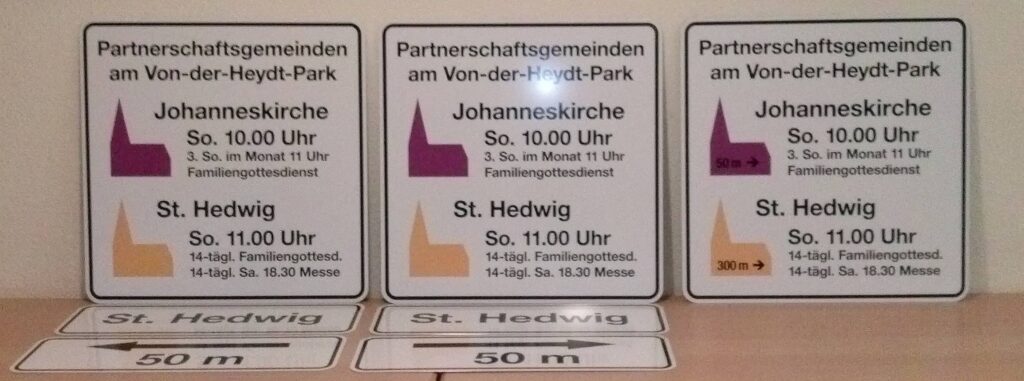 Partnerschaftsgemeinden
am Von-der-Heydt-Park
Johanneskirche
So. 10.00 Uhr
3. So. im Monat 11 Uhr
Familiengottesdienst
St. Hedwig
So. 11.00 Uhr
14-tägl. Familiengottesd.
14-tägl. Sa. 18.30 Messe
St. Hedwig
50 m
Partnerschaftsgemeinden
am Von-der-Heydt-Park
Johanneskirche
So. 10.00 Uhr
3. So. im Monat 11 Uhr
Familiengottesdienst
St. Hedwig
So. 11.00 Uhr
14-tägl. Familiengottesd.
14-tägl. Sa. 18.30 Messe
St. Hedwig
50 m
Partnerschaftsgemeinden
am Von-der-Heydt-Park
Johanneskirche
So. 10.00 Uhr
3. So. im Monat 11 Uhr
50 m →
Familiengottesdienst
St. Hedwig
So. 11.00 Uhr
14-tägl. Familiengottesd.
300 m →
14-tägl. Sa. 18.30 Messe